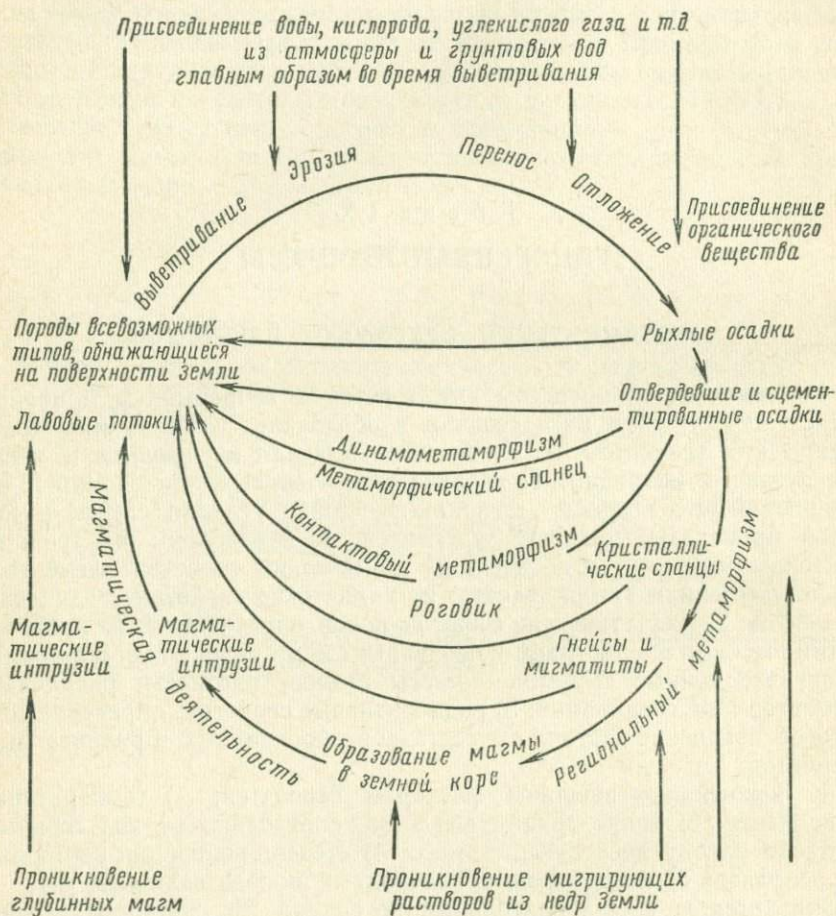 Присоединение воды, кислорода, углекислого газа и т.д.
из атмосферы и грунтовых вод
главным образом во время выветривания
Эрозия
Перенос
Выветривание
Отложение
Присоединение
органического
вещества
Породы всевозможных
типов, обнажающиеся
на поверхности Земли
Рыхлые осадки
Отвердевшие и сцемен-
тированные осадки
Лавовые потоки
Динамометаморфизм
Метаморфический сланец
Контактовый метаморфизм
Роговик
Кристалли-
ческие сланцы
Гнейсы и
мигматиты
Региональный метаморфизм
Магматическая деятельность
Магма-
тические
интрузии
Магма-
тические
интрузии
Образование магмы
в земной коре
Проникновение
глубинных магм
Проникновение мигрирующих
растворов из недр Земли